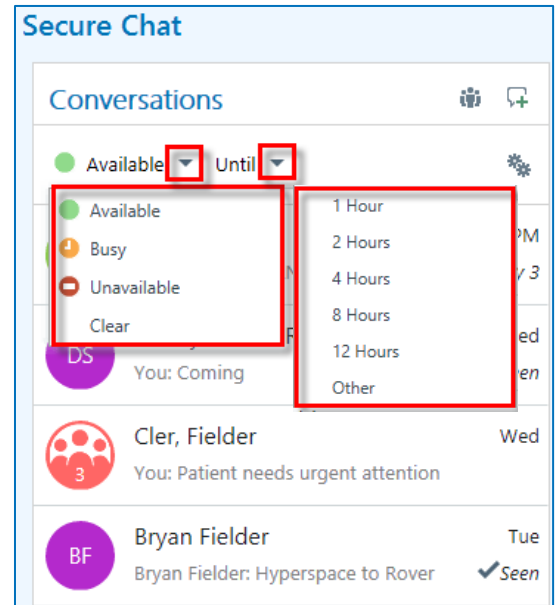 Secure Chat
Conversations
Available Until
Available
Busy
Unavailable
Clear
1 Hour
2 Hours
4 Hours
8 Hours
12 Hours
Other
PM
3
DS
You: Coming
Cler, Fielder Wed
3 You: Patient needs urgent attention
BF Bryan Fielder Tue
Bryan Fielder: Hyperspace to Rover Seen